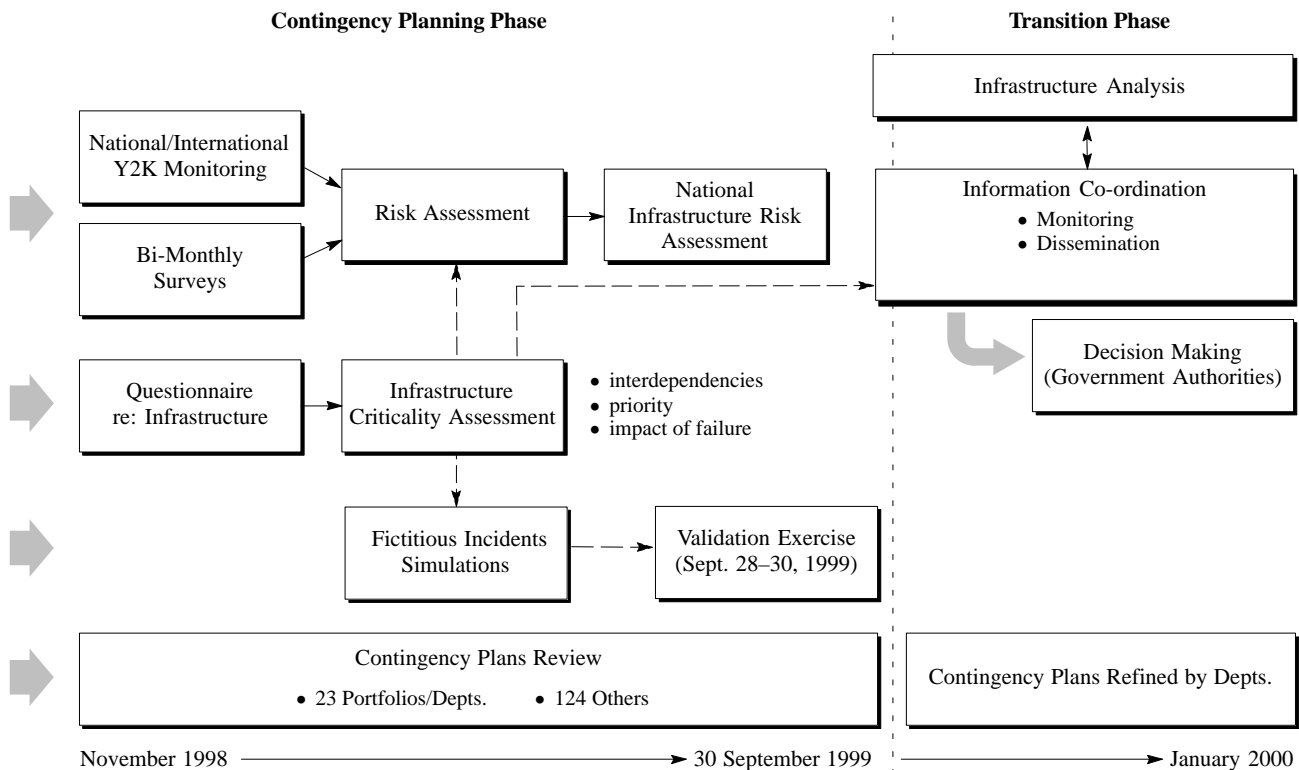 Contingency Planning Phase
Transition Phase
Infrastructure Analysis
National/International
Y2K Monitoring
Risk Assessment
National
Infrastructure Risk
Assessment
Information Co-ordination
• Monitoring
• Dissemination
Bi-Monthly
Surveys
Decision Making
(Government Authorities)
Questionnaire
re: Infrastructure
Infrastructure
Criticality Assessment
• interdependencies
• priority
• impact of failure
Fictitious Incidents
Simulations
Validation Exercise
(Sept. 28–30, 1999)
Contingency Plans Review
• 23 Portfolios/Depts.
• 124 Others
Contingency Plans Refined by Depts.
November 1998
30 September 1999
January 2000